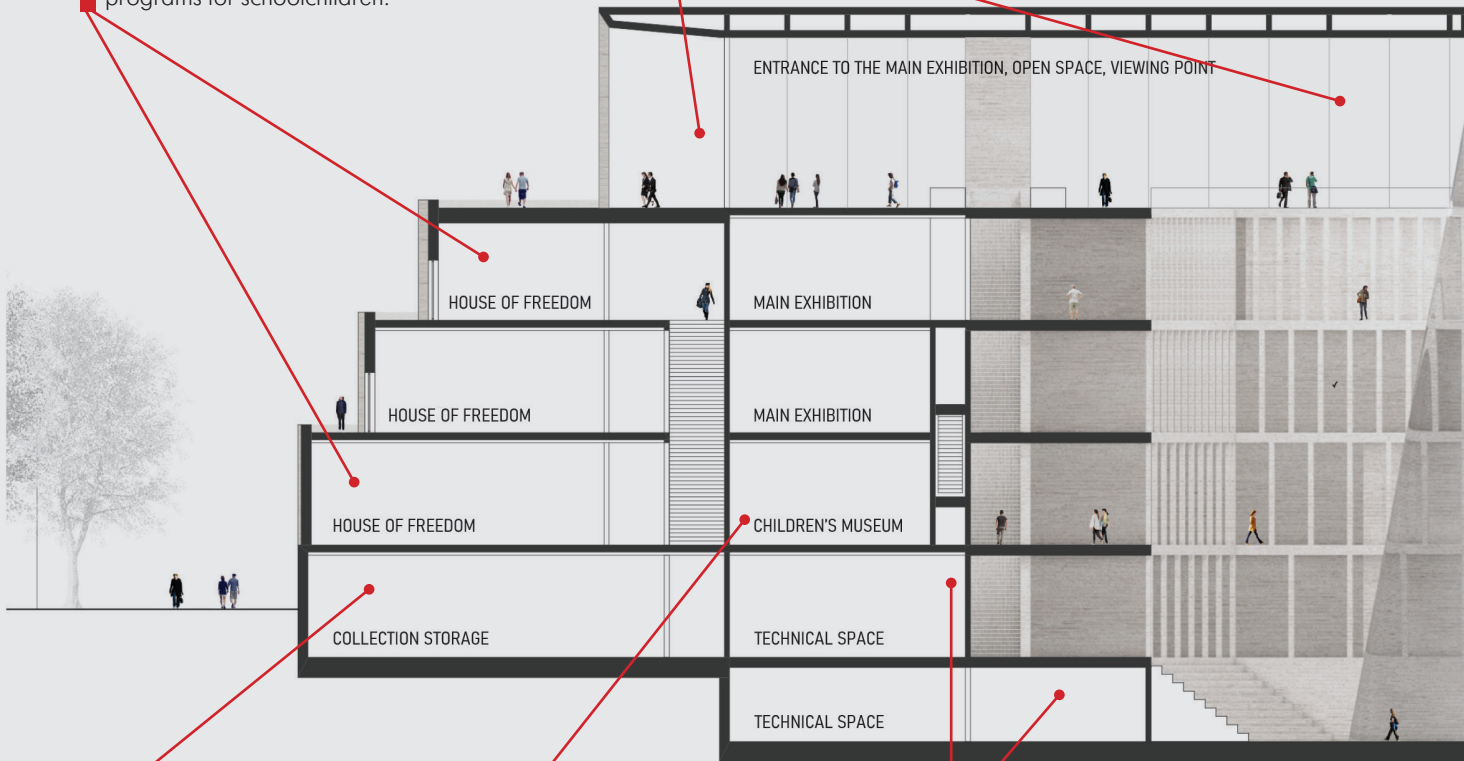 programs for schoolchildren.
ENTRANCE TO THE MAIN EXHIBITION, OPEN SPACE, VIEWING POINT
HOUSE OF FREEDOM
MAIN EXHIBITION
HOUSE OF FREEDOM
MAIN EXHIBITION
HOUSE OF FREEDOM
CHILDREN'S MUSEUM
COLLECTION STORAGE
TECHNICAL SPACE
TECHNICAL SPACE